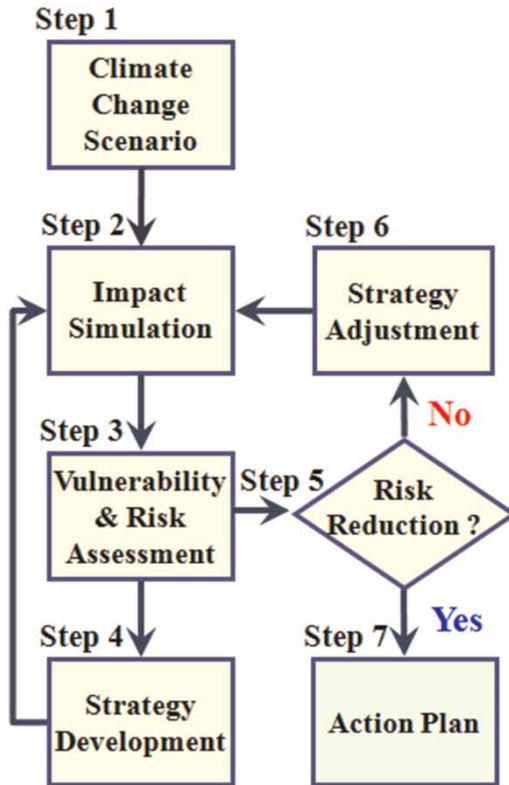 Step 1
Climate
Change
Scenario
Step 2
Impact
Simulation
Step 3
Vulnerability
& Risk
Assessment
Step 4
Strategy
Development
Step 5
Risk
Reduction ?
No
Step 6
Strategy
Adjustment
Yes
Step 7
Action Plan